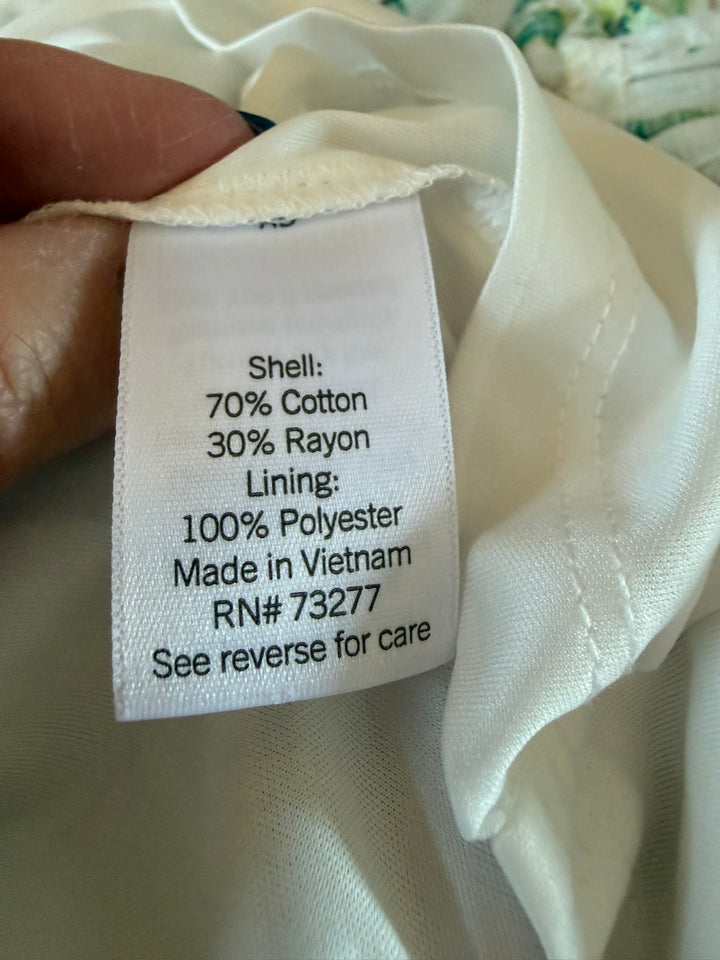 Shell:
70% Cotton
30% Rayon
Lining:
100% Polyester
Made in Vietnam
RN# 73277
See reverse for care